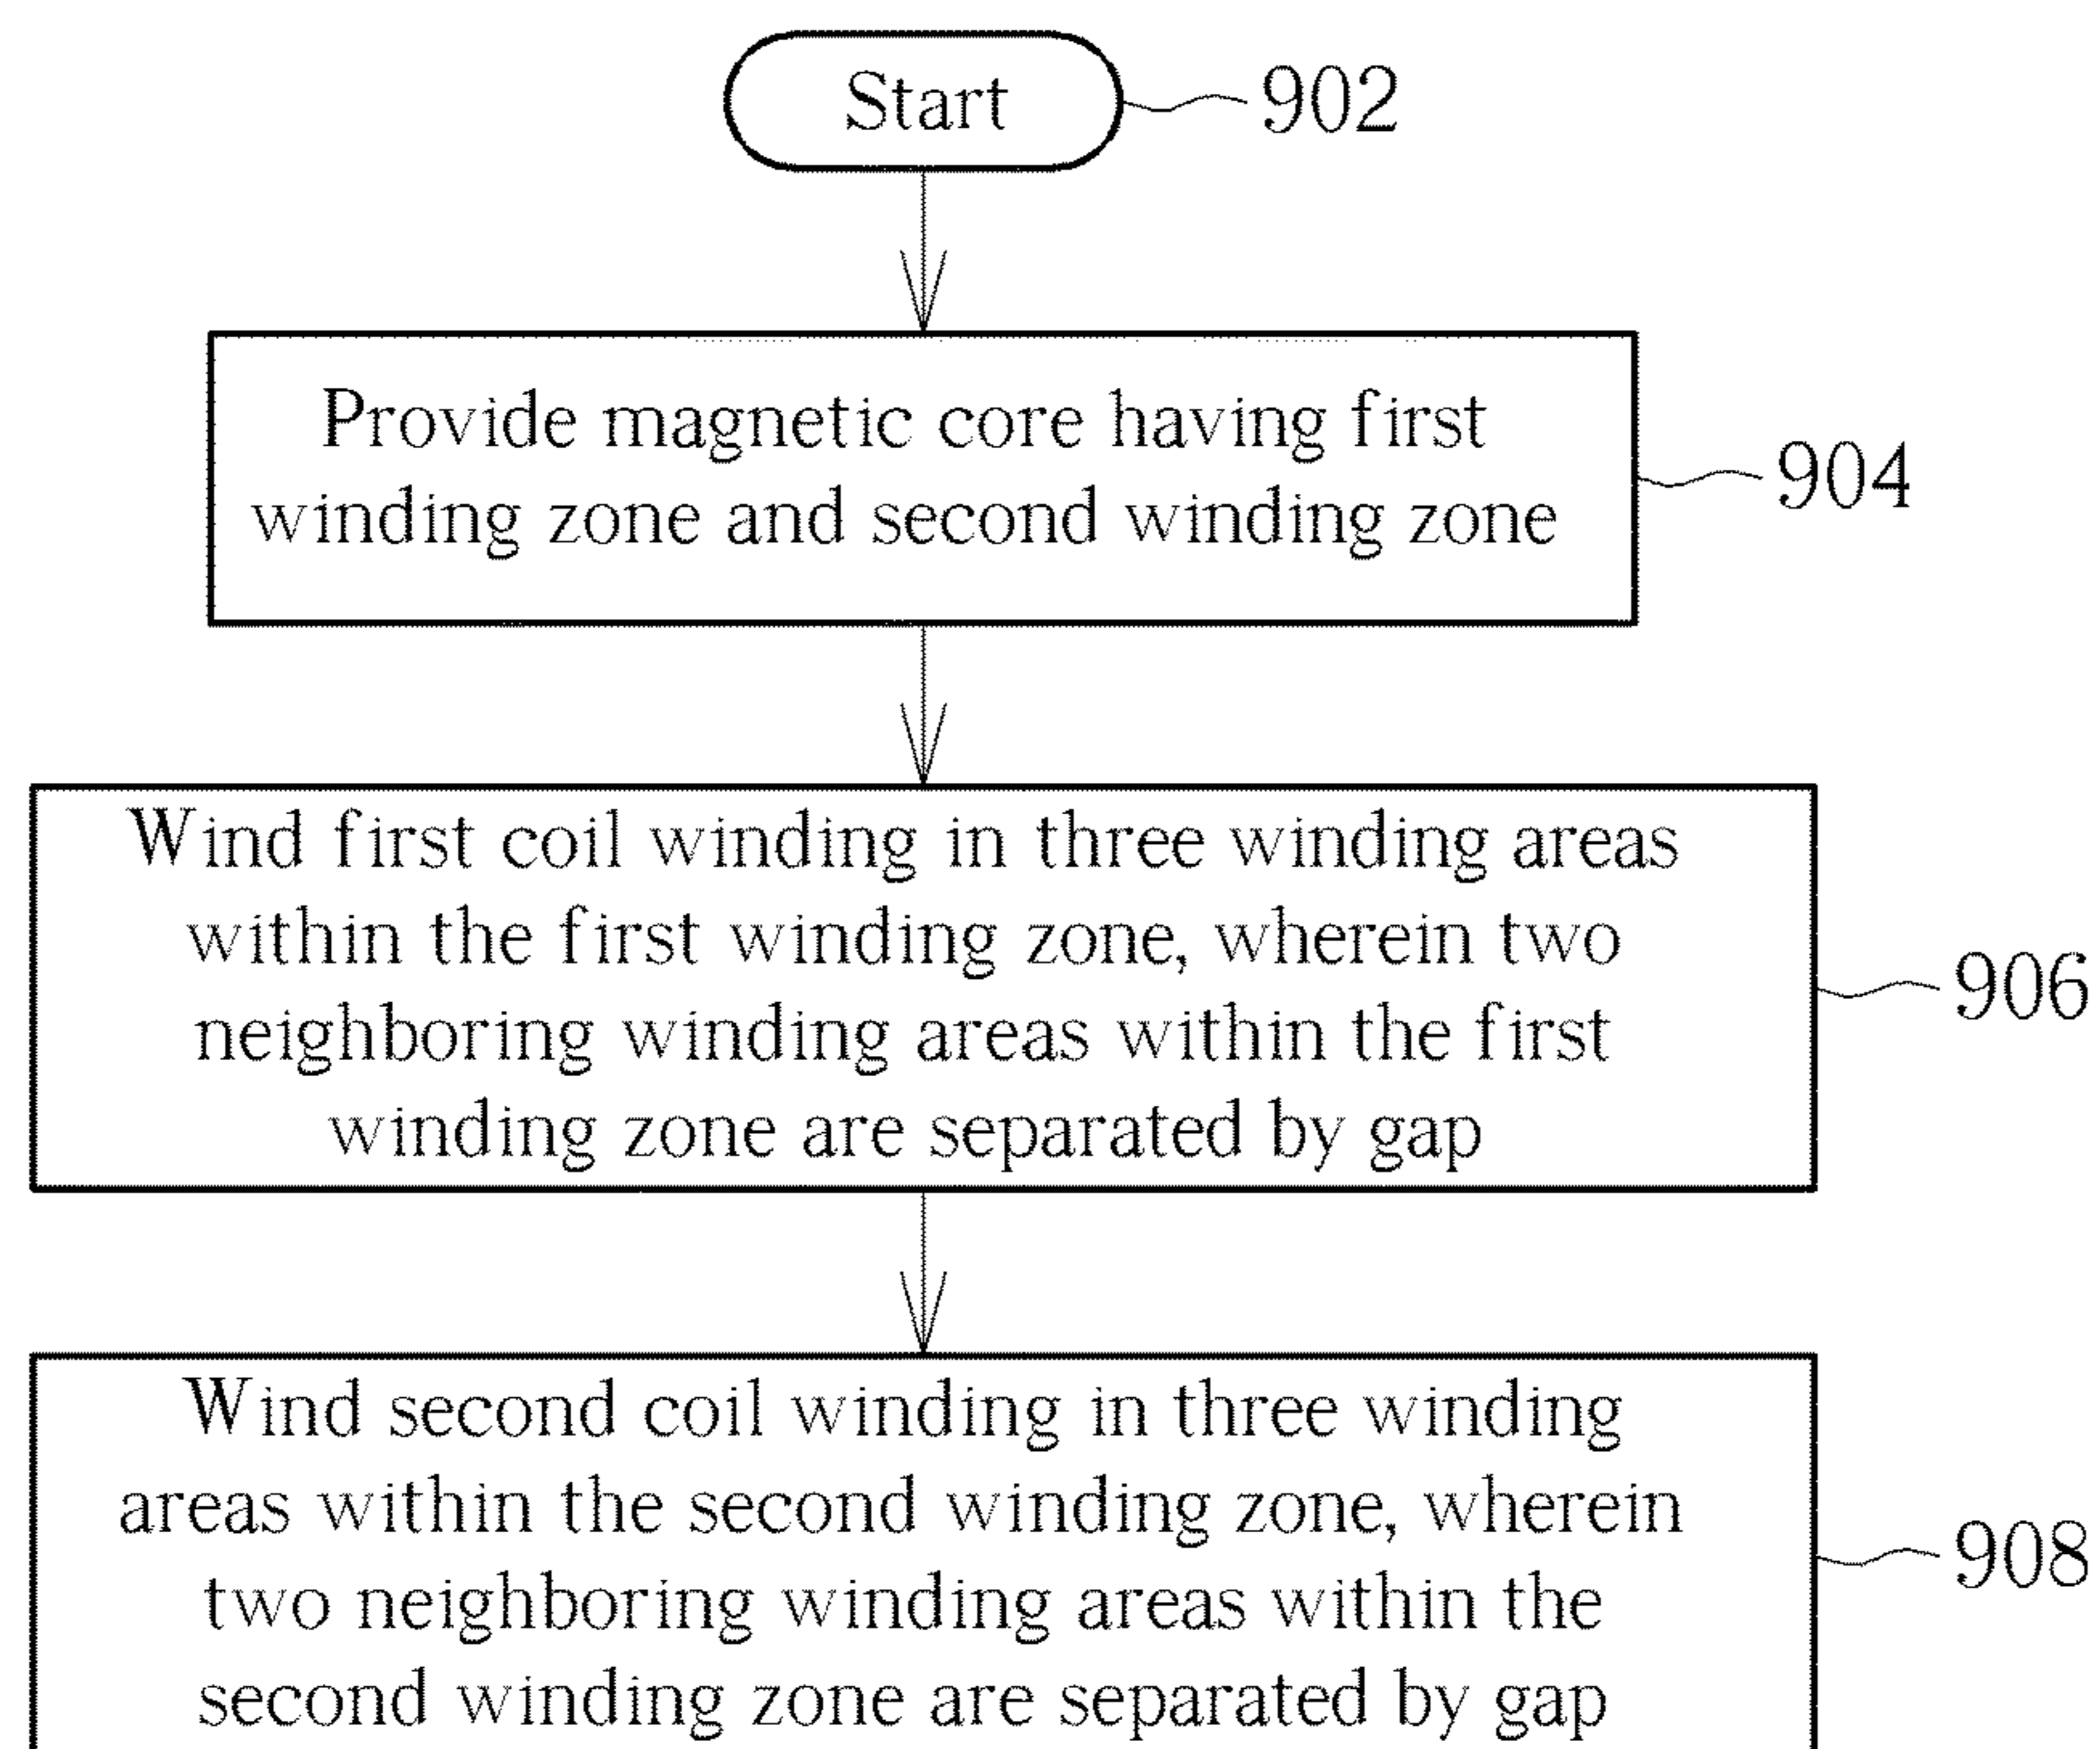 Start
902
Provide magnetic core having first
winding zone and second winding zone
904
Wind first coil winding in three winding areas
within the first winding zone, wherein two
neighboring winding areas within the first
winding zone are separated by gap
906
Wind second coil winding in three winding
areas within the second winding zone, wherein
two neighboring winding areas within the
second winding zone are separated by gap
908